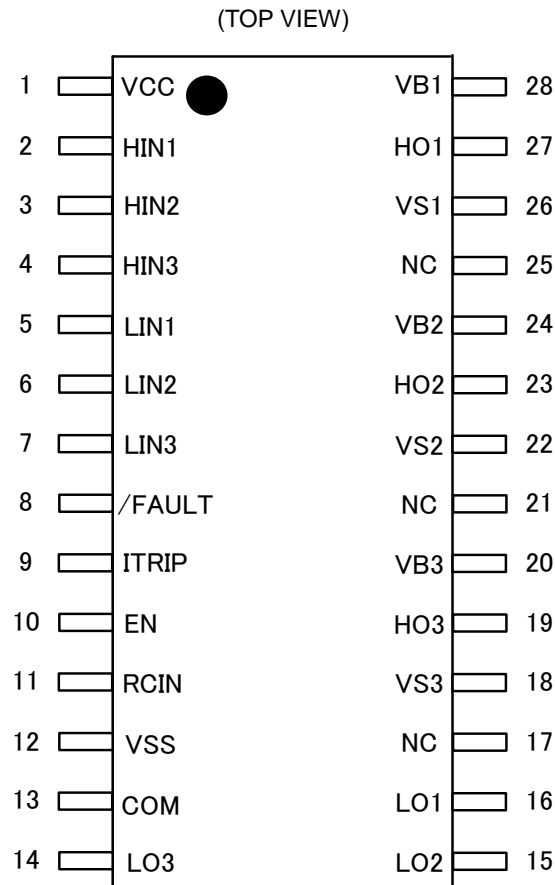 (TOP VIEW)
1 VCC VB1 28
2 HIN1 HO1 27
3 HIN2 VS1 26
4 HIN3 NC 25
5 LIN1 VB2 24
6 LIN2 HO2 23
7 LIN3 VS2 22
8 /FAULT NC 21
9 ITRIP VB3 20
10 EN HO3 19
11 RCIN VS3 18
12 VSS NC 17
13 COM LO1 16
14 LO3 LO2 15